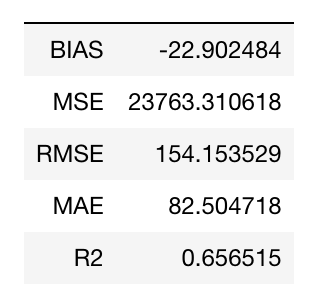 BIAS -22.902484
MSE 23763.310618
RMSE 154.153529
MAE 82.504718
R2 0.656515